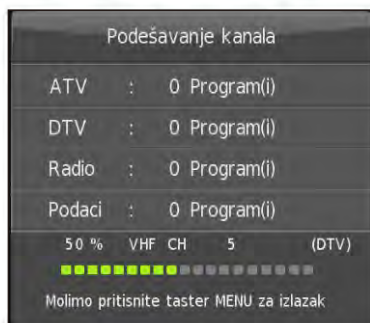 Podešavanje kanala
ATV : 0 Program(i)
DTV : 0 Program(i)
Radio : 0 Program(i)
Podaci : 0 Program(i)
50 % VHF CH 5 (DTV)
Molimo pritisnite taster MENU za izlazak